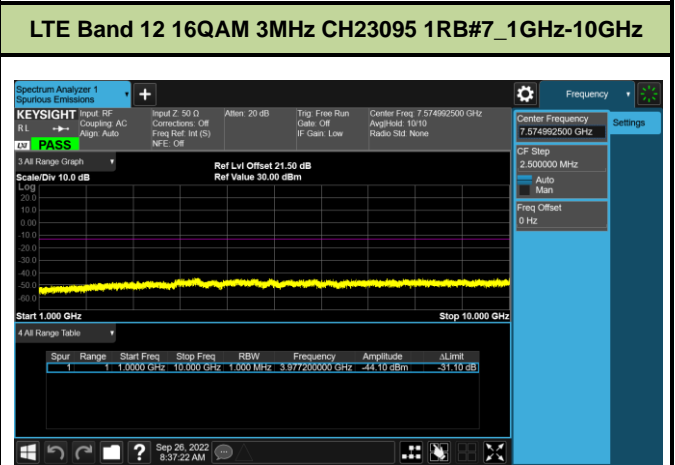 LTE Band 12 16QAM 3MHz CH23095 1RB#7_1GHz-10GHz
Spectrum Analyzer 1
Spurious Emissions
Frequency
KEYSIGHT
R L
LXI
PASS
Input: RF
Coupling: AC
Align: Auto
Input Z: 50 Ω
Corrections: Off
Freq Ref: Int (S)
NFE: Off
Atten: 20 dB
Trig: Free Run
Gate: Off
IF Gain: Low
Center Freq: 7.574992500 GHz
Avg|Hold: 10/10
Radio Std: None
3 All Range Graph
Scale/Div 10.0 dB
Ref Lvl Offset 21.50 dB
Ref Value 30.00 dBm
Log
20.0
10.0
0.00
-10.0
-20.0
-30.0
-40.0
-50.0
-60.0
Start 1.000 GHz
Stop 10.000 GHz
4 All Range Table
Spur Range Start Freq Stop Freq RBW Frequency Amplitude ΔLimit
1 1 1.0000 GHz 10.000 GHz 1.000 MHz 3.977200000 GHz -44.10 dBm -31.10 dB
Center Frequency
7.574992500 GHz
CF Step
2.500000 MHz
Auto
Man
Freq Offset
0 Hz
Settings
?
Sep 26, 2022
8:37:22 AM